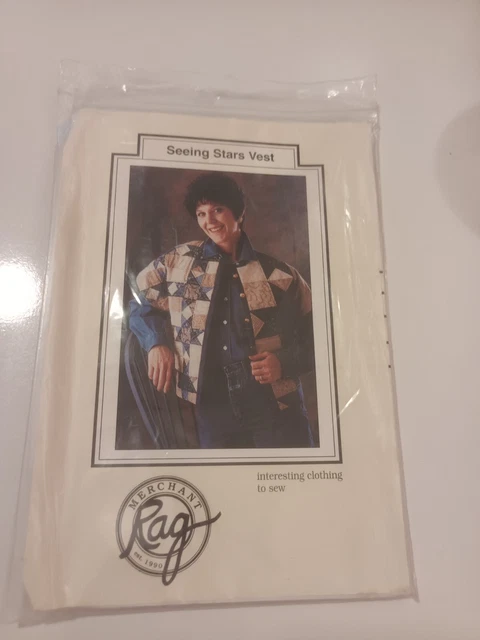 Seeing Stars Vest
interesting clothing
to sew
MERCHANT
Rag
EST. 1990